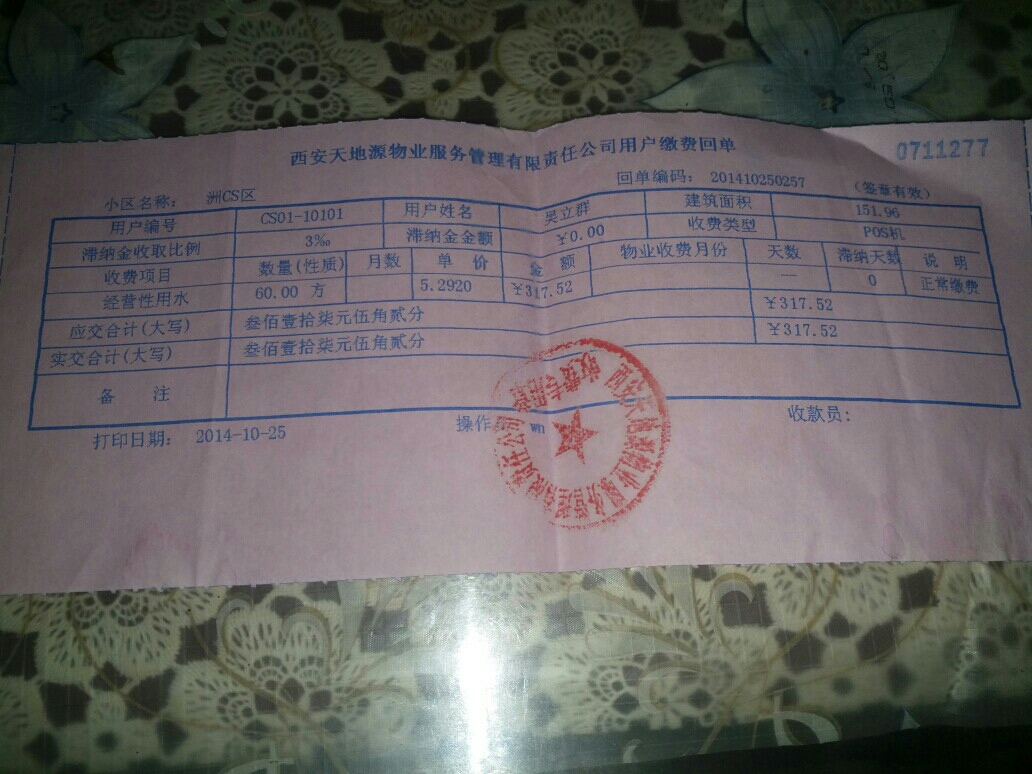 西安天地源物业服务管理有限责任公司用户缴费回单
0711277
小区名称： 洲CS区 回单编码： 201410250257 (签章有效)
用户编号 CS01-10101 用户姓名 吴立群 建筑面积 151.96
滞纳金收取比例 3‰ 滞纳金金额 ¥0.00 收费类型 POS机
收费项目 数量(性质) 月数 单 价 金 额 物业收费月份 天数 滞纳天数 说 明
经营性用水 60.00 方 5.2920 ¥317.52 — 0 正常缴费
应交合计(大写) 叁佰壹拾柒元伍角贰分 ¥317.52
实交合计(大写) 叁佰壹拾柒元伍角贰分 ¥317.52
备 注
打印日期： 2014-10-25 操作 wn 收款员：
西安天地源物业服务管理有限责任公司
收费专用章